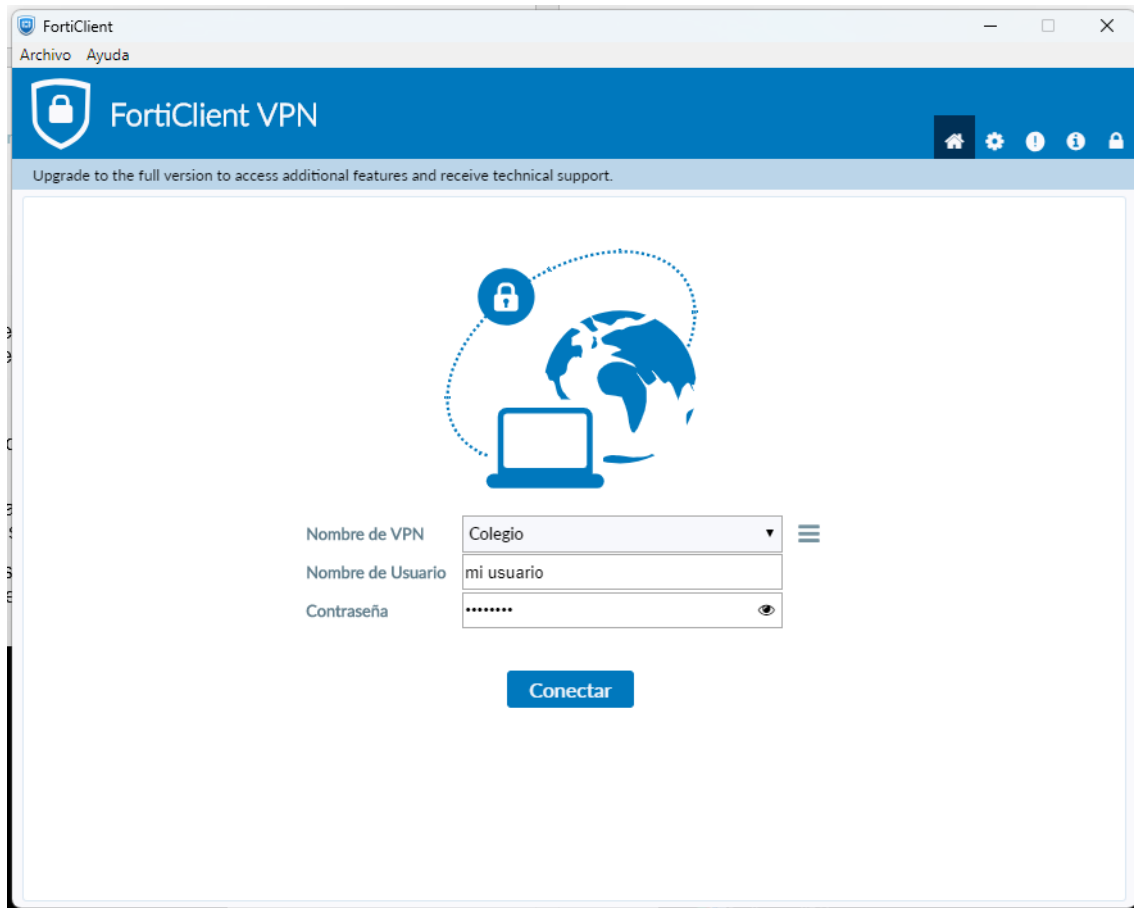 FortiClient
Archivo Ayuda
FortiClient VPN
Upgrade to the full version to access additional features and receive technical support.
Nombre de VPN Colegio
Nombre de Usuario mi usuario
Contraseña ••••••••
Conectar